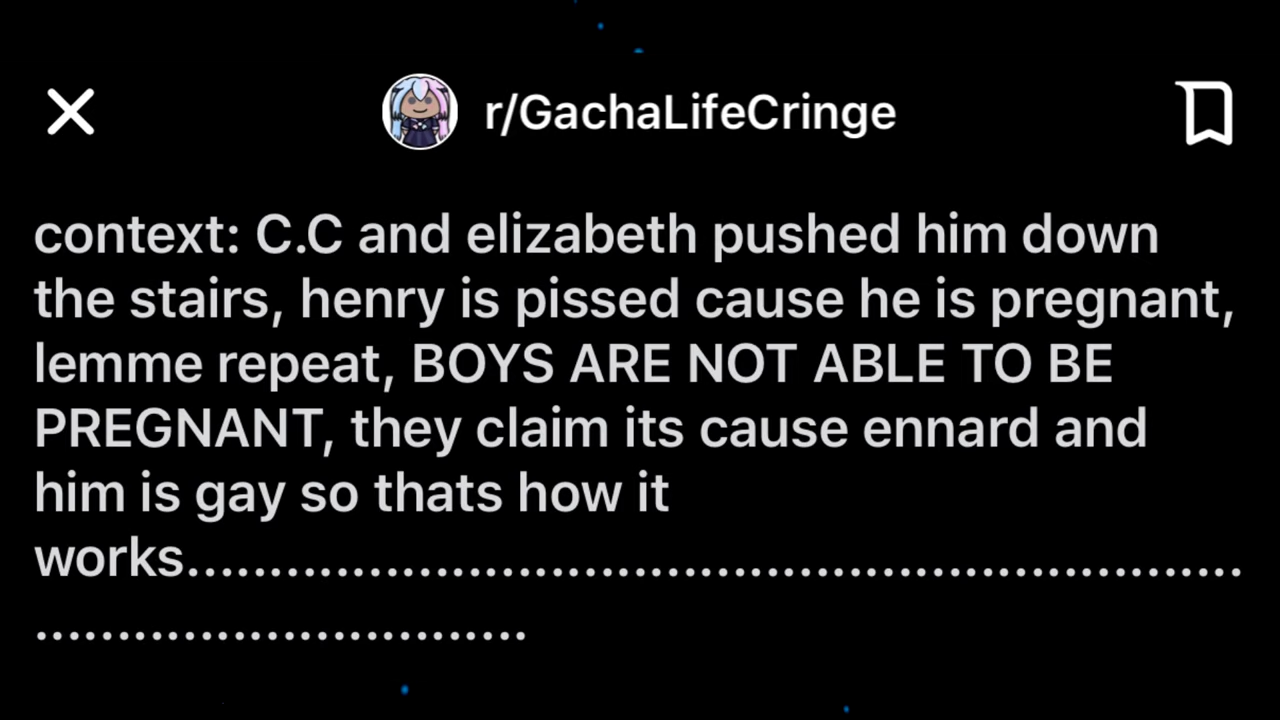 r/GachaLifeCringe
context: C.C and elizabeth pushed him down
the stairs, henry is pissed cause he is pregnant,
lemme repeat, BOYS ARE NOT ABLE TO BE
PREGNANT, they claim its cause ennard and
him is gay so thats how it
works.................................................................
..............................